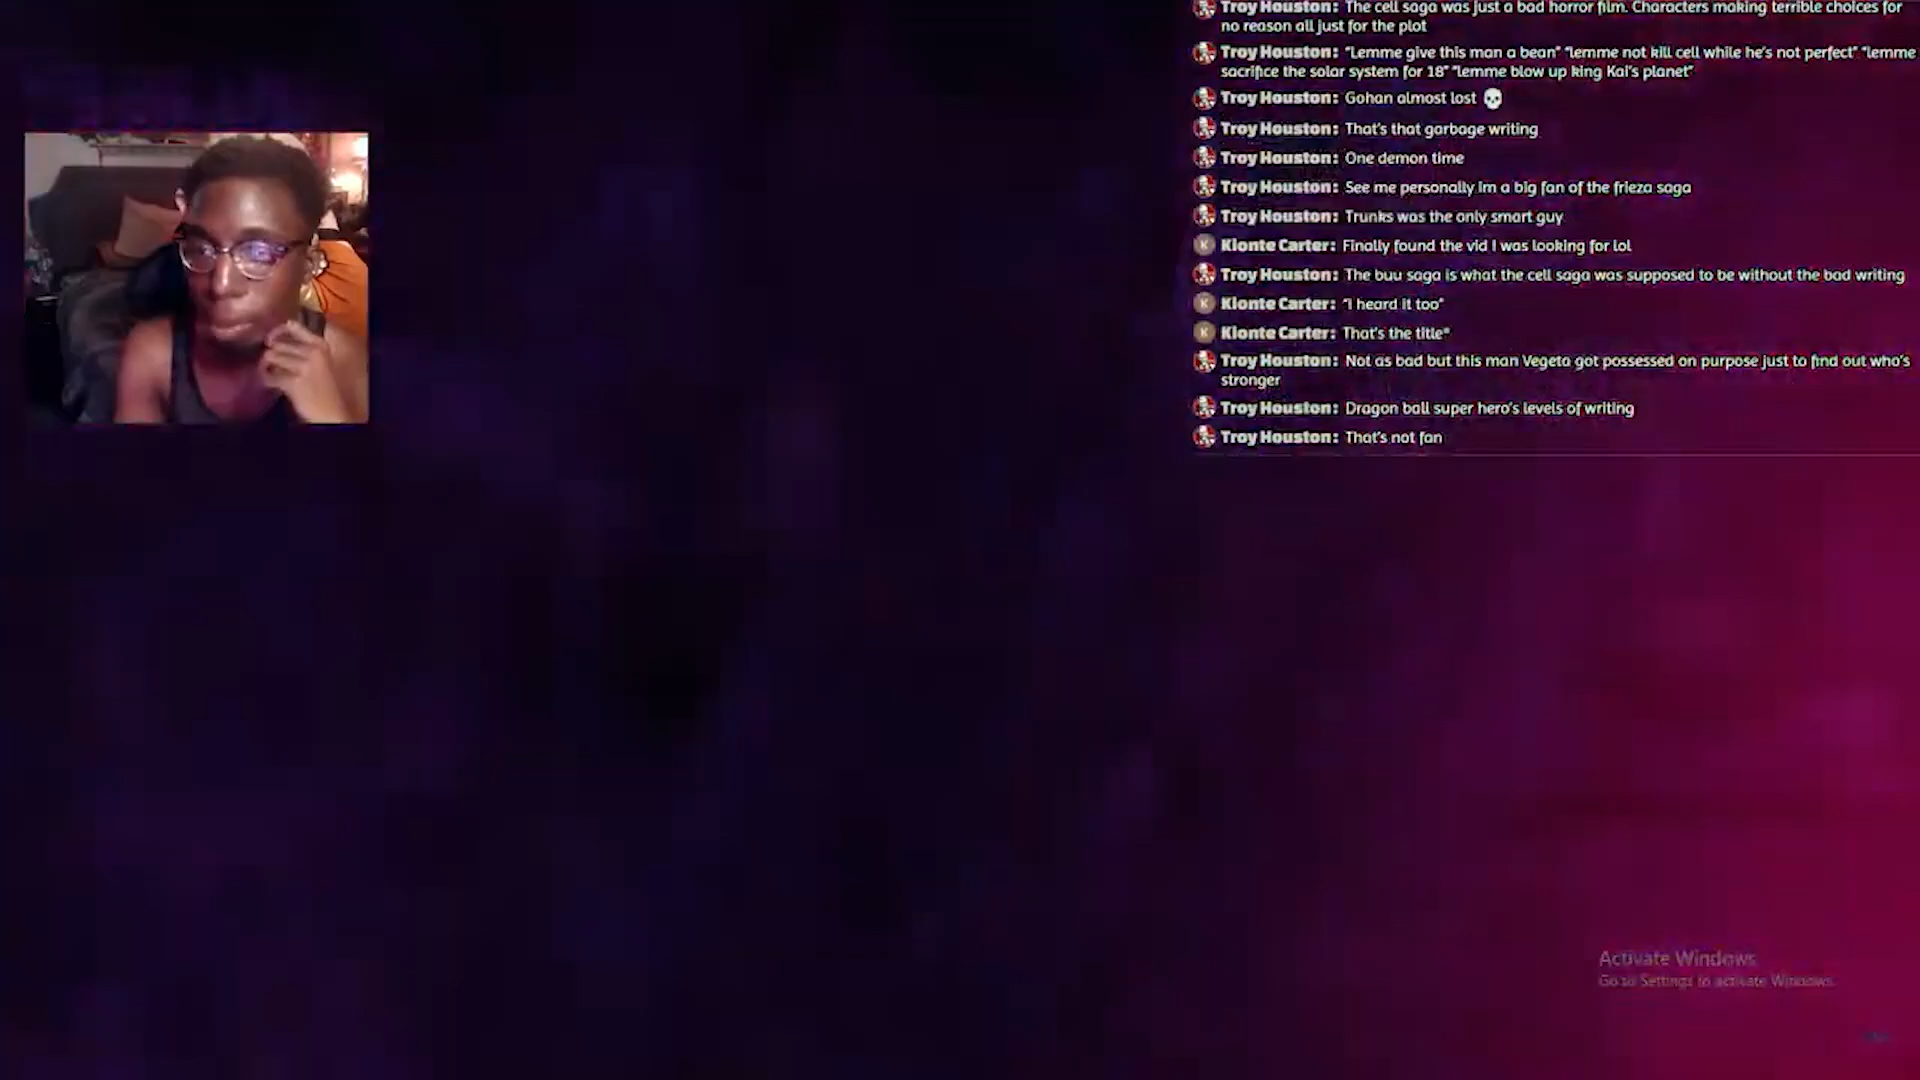 Troy Houston: The cell saga was just a bad horror film. Characters making terrible choices for
no reason all just for the plot
Troy Houston: "Lemme give this man a bean" "lemme not kill cell while he's not perfect" "lemme
sacrifice the solar system for 18" "lemme blow up king Kai's planet"
Troy Houston: Gohan almost lost 💀
Troy Houston: That's that garbage writing
Troy Houston: One demon time
Troy Houston: See me personally im a big fan of the frieza saga
Troy Houston: Trunks was the only smart guy
K Klonte Carter: Finally found the vid I was looking for lol
Troy Houston: The buu saga is what the cell saga was supposed to be without the bad writing
K Klonte Carter: "I heard it too"
K Klonte Carter: That's the title*
Troy Houston: Not as bad but this man Vegeta got possessed on purpose just to find out who's
stronger
Troy Houston: Dragon ball super hero's levels of writing
Troy Houston: That's not fan
Activate Windows
Go to Settings to activate Windows.